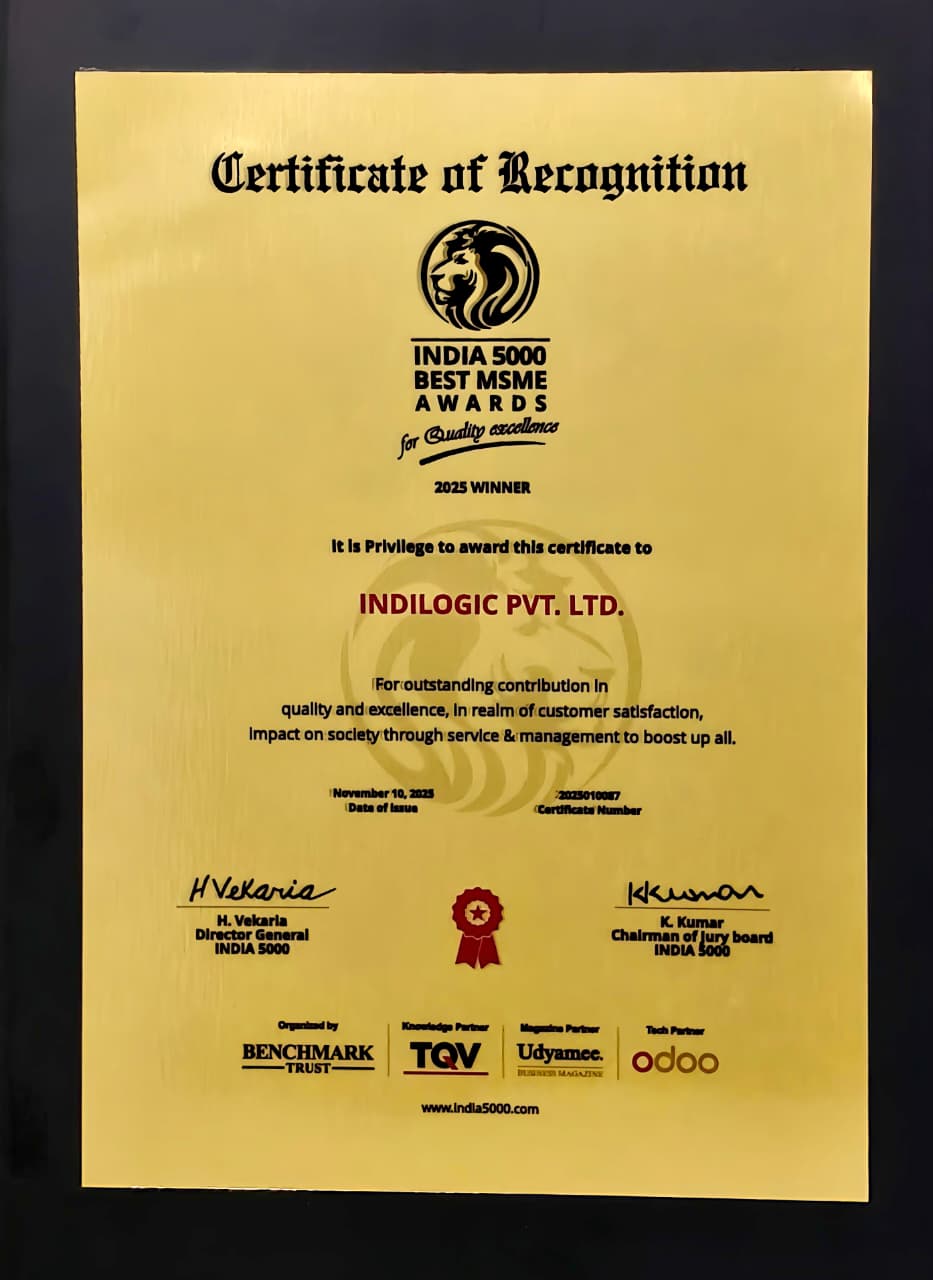 Certificate of Recognition
INDIA 5000
BEST MSME
AWARDS
for Quality excellence
2025 WINNER
It is Privilege to award this certificate to
INDILOGIC PVT. LTD.
For outstanding contribution in
quality and excellence, in realm of customer satisfaction,
impact on society through service & management to boost up all.
November 10, 2025
Date of Issue
2025010087
Certificate Number
H Vekaria
H. Vekaria
Director General
INDIA 5000
KKumar
K. Kumar
Chairman of Jury board
INDIA 5000
Organized by
BENCHMARK
TRUST
Knowledge Partner
TQV
Magazine Partner
Udyamee.
BUSINESS MAGAZINE
Tech Partner
odoo
www.india5000.com